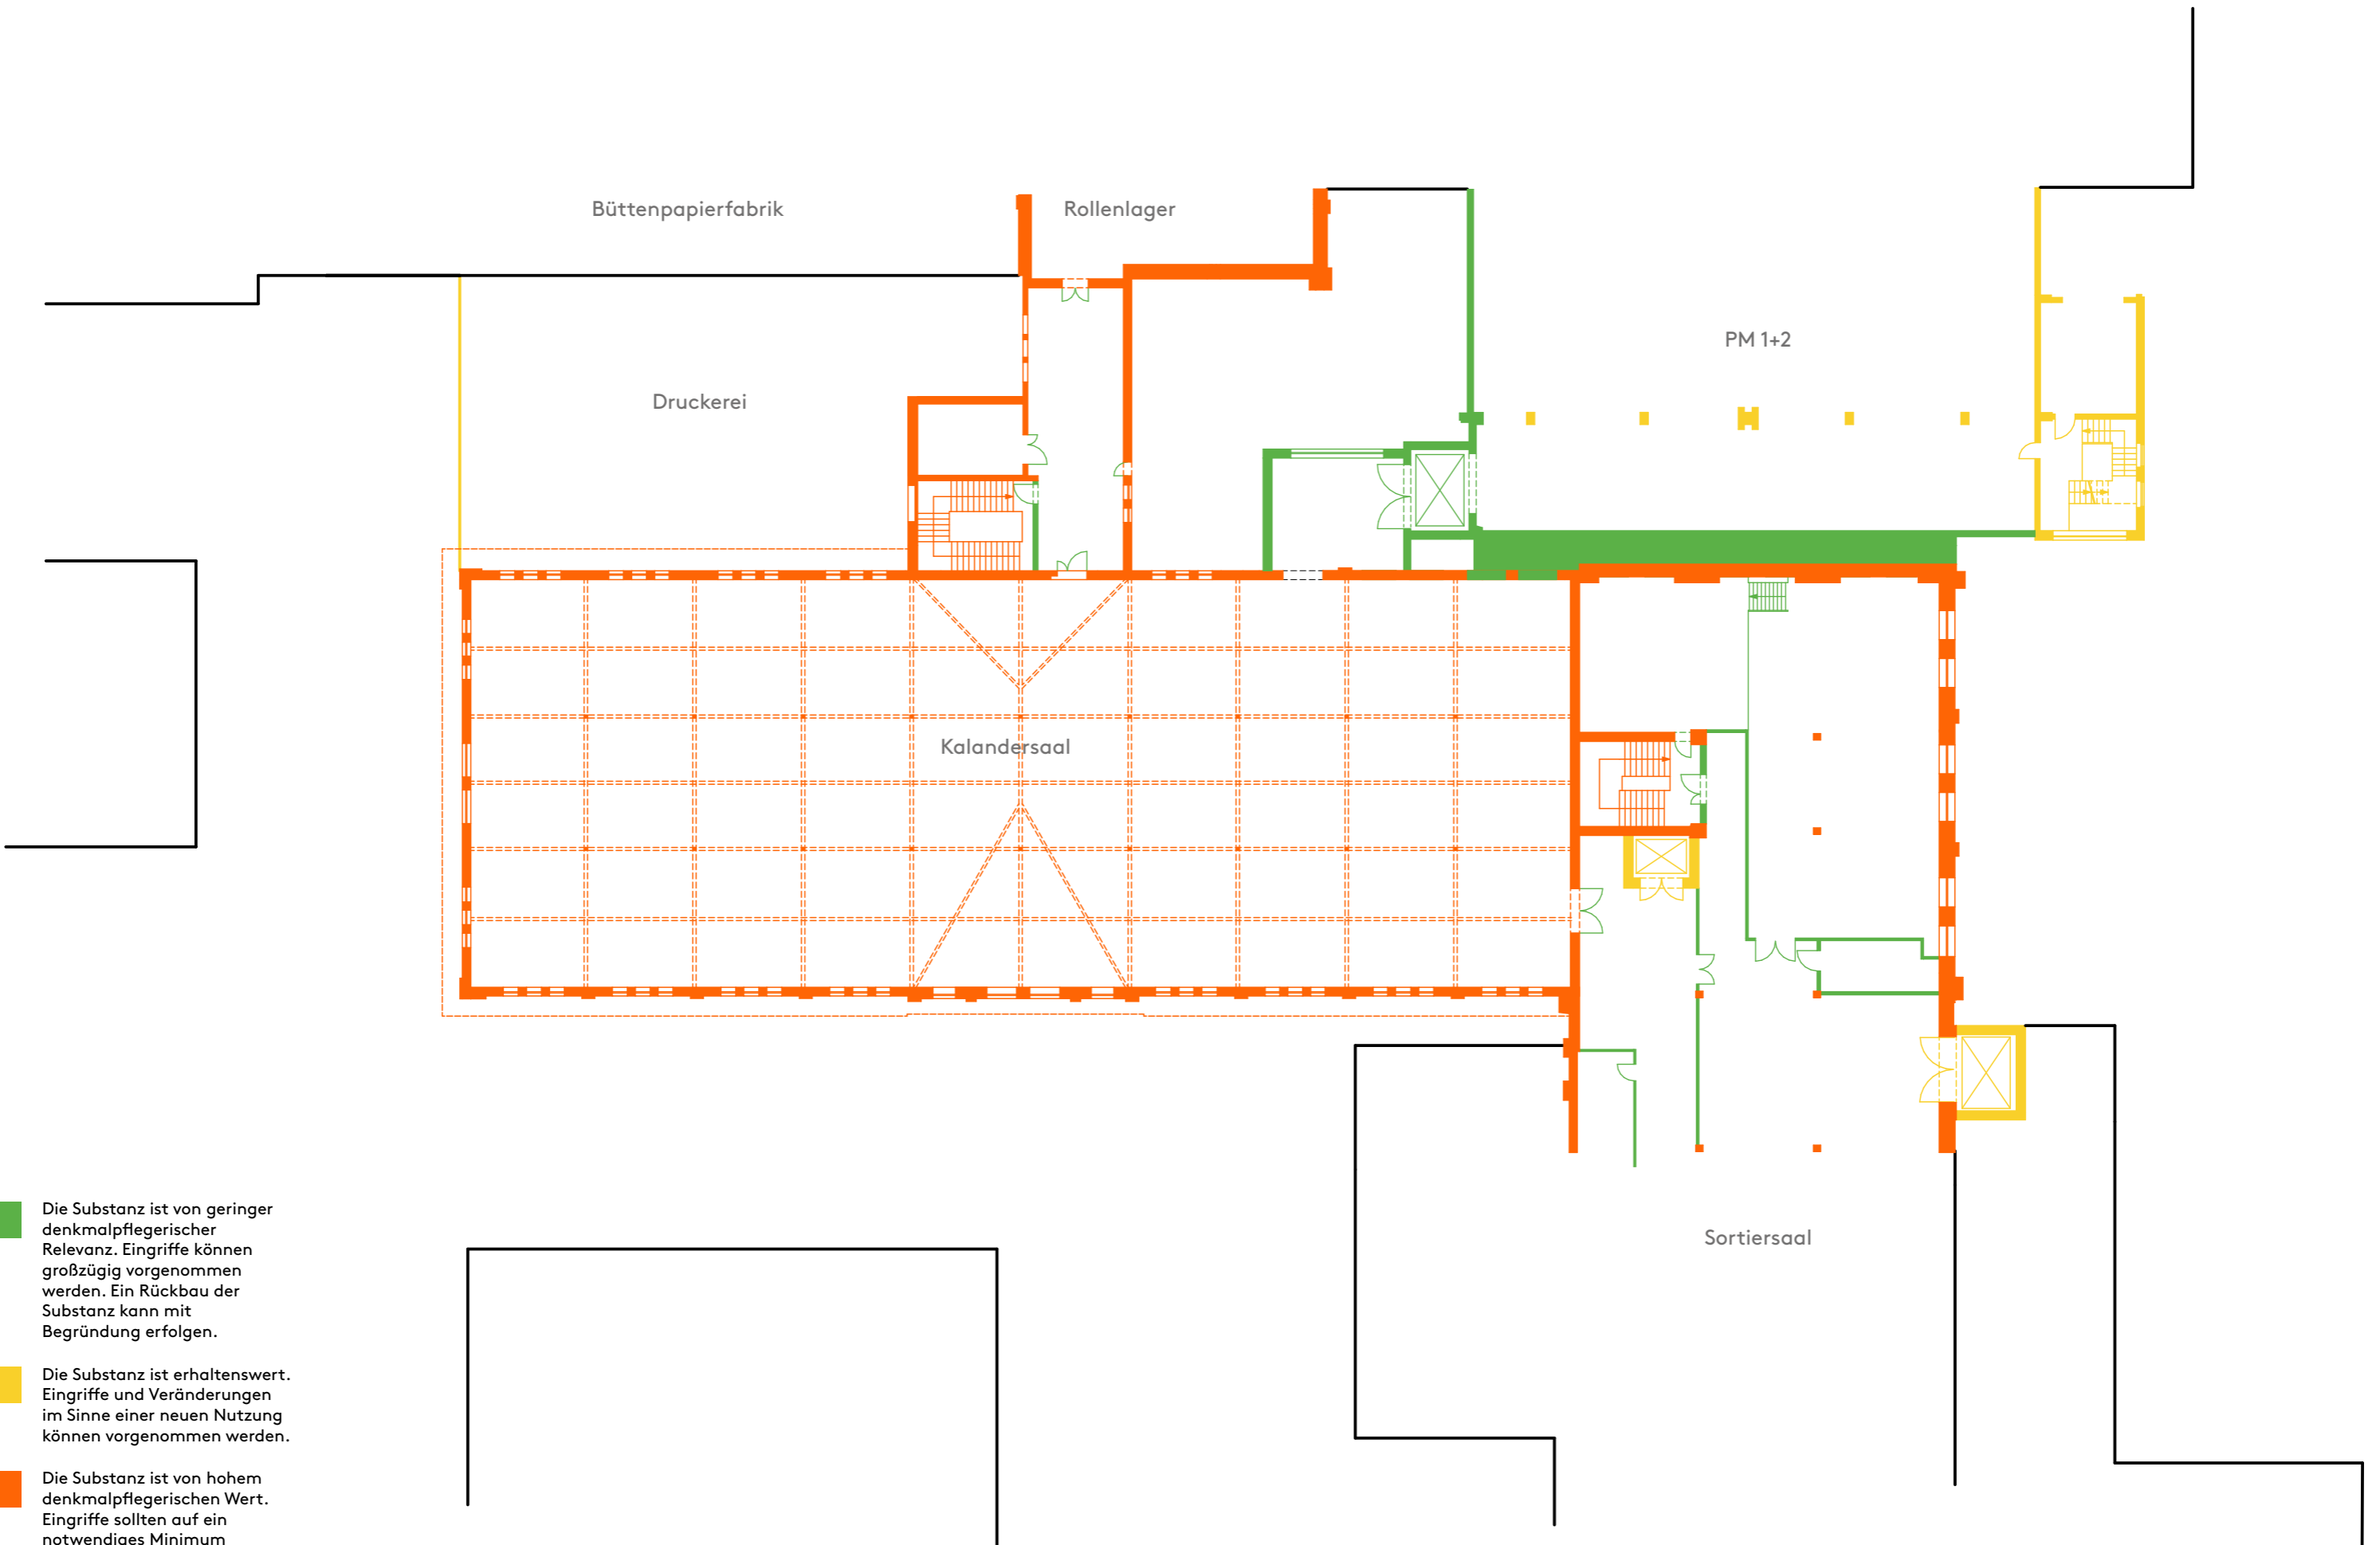 Büttenpapierfabrik
Rollenlager
PM 1+2
Druckerei
Kalandersaal
Sortiersaal
Die Substanz ist von geringer
denkmalpflegerischer
Relevanz. Eingriffe können
großzügig vorgenommen
werden. Ein Rückbau der
Substanz kann mit
Begründung erfolgen.
Die Substanz ist erhaltenswert.
Eingriffe und Veränderungen
im Sinne einer neuen Nutzung
können vorgenommen werden.
Die Substanz ist von hohem
denkmalpflegerischen Wert.
Eingriffe sollten auf ein
notwendiges Minimum